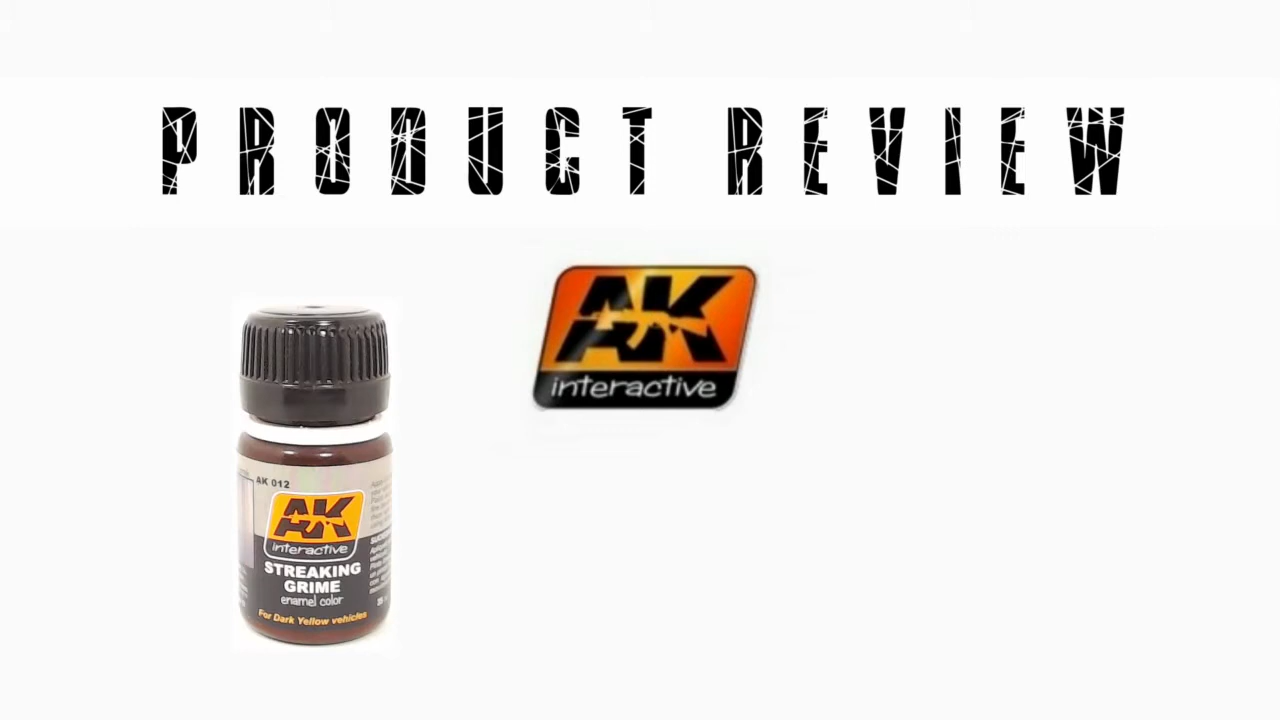 PRODUCT REVIEW
AK
interactive
AK 012
AK
interactive
STREAKING
GRIME
enamel color
For Dark Yellow vehicles